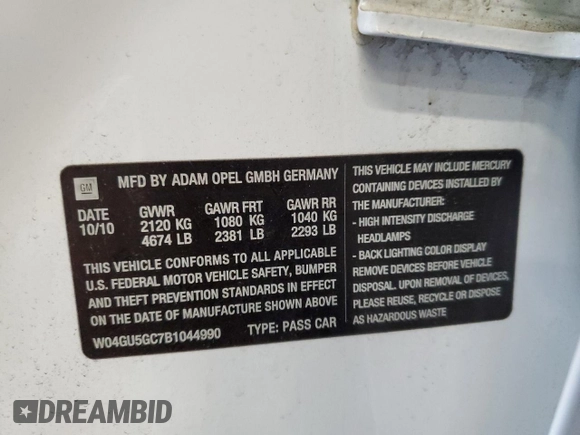 GM
MFD BY ADAM OPEL GMBH GERMANY
DATE GVWR GAWR FRT GAWR RR
10/10 2120 KG 1080 KG 1040 KG
4674 LB 2381 LB 2293 LB
THIS VEHICLE CONFORMS TO ALL APPLICABLE
U.S. FEDERAL MOTOR VEHICLE SAFETY, BUMPER
AND THEFT PREVENTION STANDARDS IN EFFECT
ON THE DATE OF MANUFACTURE SHOWN ABOVE
W04GU5GC7B1044990 TYPE: PASS CAR
THIS VEHICLE MAY INCLUDE MERCURY
CONTAINING DEVICES INSTALLED BY
THE MANUFACTURER:
- HIGH INTENSITY DISCHARGE
HEADLAMPS
- BACK LIGHTING COLOR DISPLAY
REMOVE DEVICES BEFORE VEHICLE
DISPOSAL. UPON REMOVAL OF DEVICES,
PLEASE REUSE, RECYCLE OR DISPOSE
AS HAZARDOUS WASTE
DREAMBID